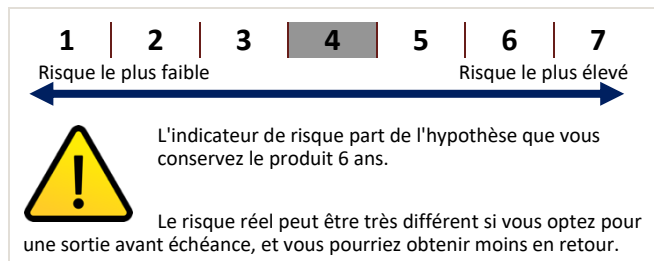 1 2 3 4 5 6 7
Risque le plus faible Risque le plus élevé
L'indicateur de risque part de l'hypothèse que vous
conservez le produit 6 ans.
Le risque réel peut être très différent si vous optez pour
une sortie avant échéance, et vous pourriez obtenir moins en retour.